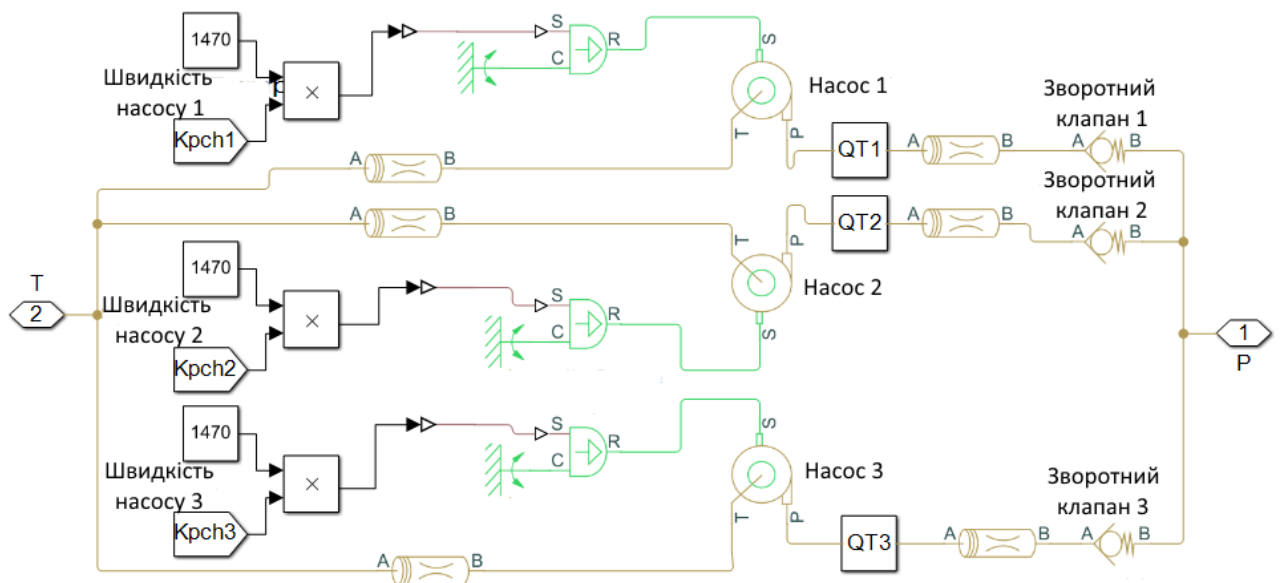 1470
Швидкість
насосу 1
Kpch1
S
C
R
S
T
P
Насос 1
A
B
QT1
A
B
Зворотний
клапан 1
A
B
A
B
T
P
S
Насос 2
QT2
A
B
Зворотний
клапан 2
A
B
T
2
1470
Швидкість
насосу 2
Kpch2
S
C
R
1
P
1470
Швидкість
насосу 3
Kpch3
S
C
R
S
T
P
Насос 3
A
B
QT3
A
B
Зворотний
клапан 3
A
B